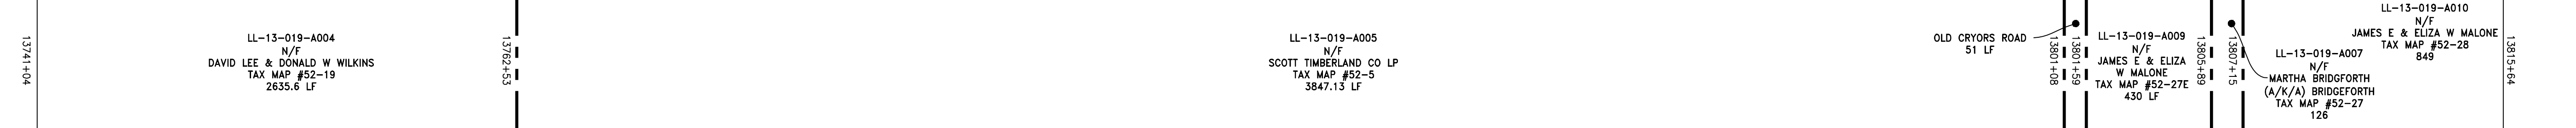 13741+04
LL-13-019-A004
N/F
DAVID LEE & DONALD W WILKINS
TAX MAP #52-19
2635.6 LF
13762+53
LL-13-019-A005
N/F
SCOTT TIMBERLAND CO LP
TAX MAP #52-5
3847.13 LF
OLD CRYORS ROAD
51 LF
13801+08
13801+59
LL-13-019-A009
N/F
JAMES E & ELIZA
W MALONE
TAX MAP #52-27E
430 LF
13805+89
13807+15
LL-13-019-A007
N/F
MARTHA BRIDGFORTH
(A/K/A) BRIDGEFORTH
TAX MAP #52-27
126
LL-13-019-A010
N/F
JAMES E & ELIZA W MALONE
TAX MAP #52-28
849
13815+64